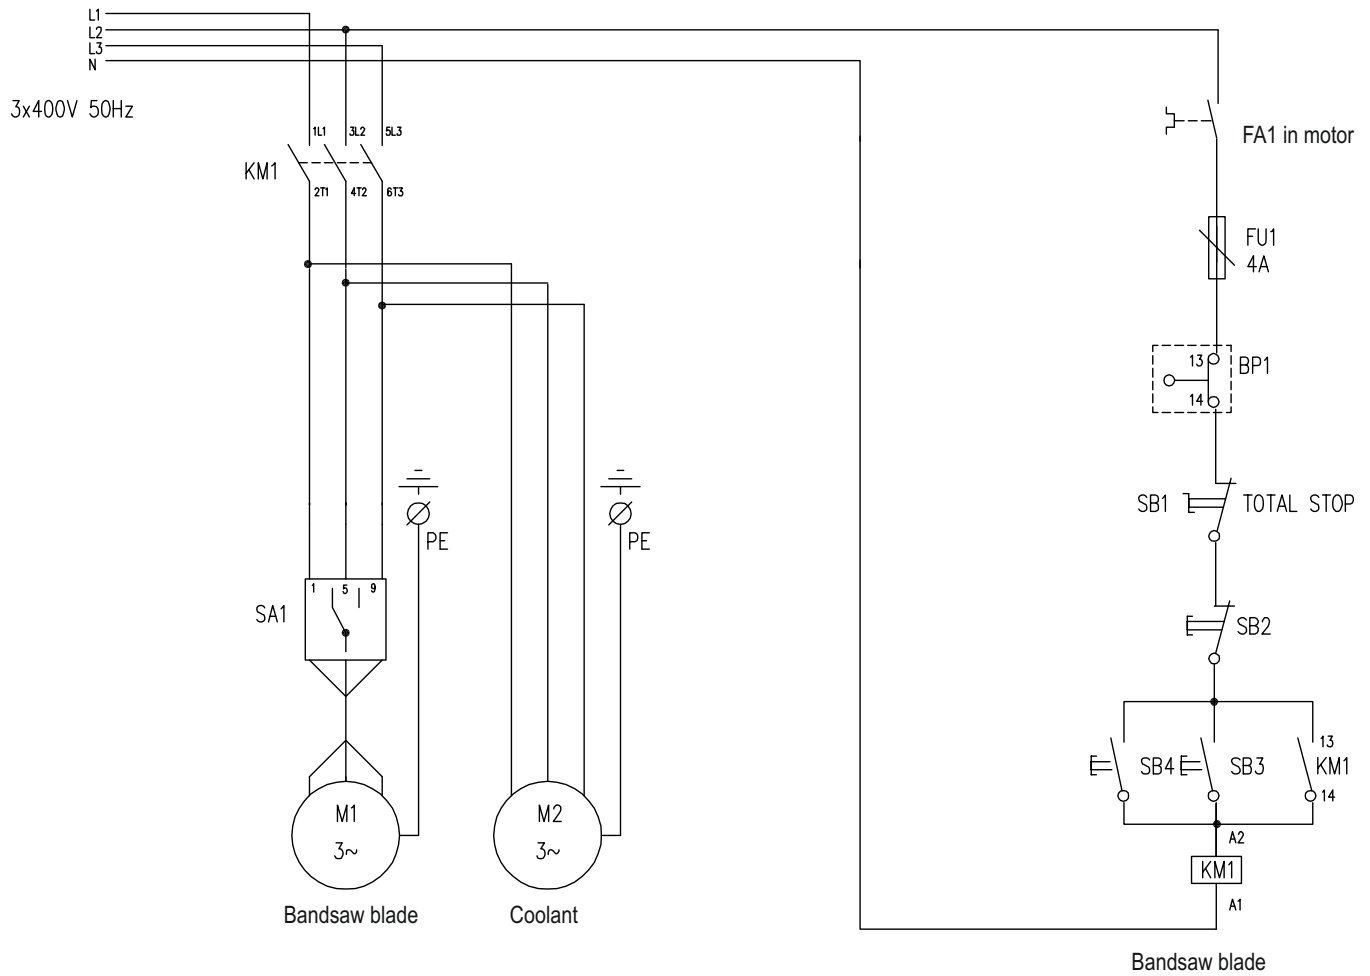 L1
L2
L3
N
3x400V 50Hz
1L1 3L2 5L3
KM1
2T1 4T2 6T3
FA1 in motor
FU1
4A
13
BP1
14
SB1 TOTAL STOP
PE PE
1 5 9
SA1
SB2
13
SB4 SB3 KM1
14
M1
3~
M2
3~
A2
KM1
A1
Bandsaw blade Coolant
Bandsaw blade